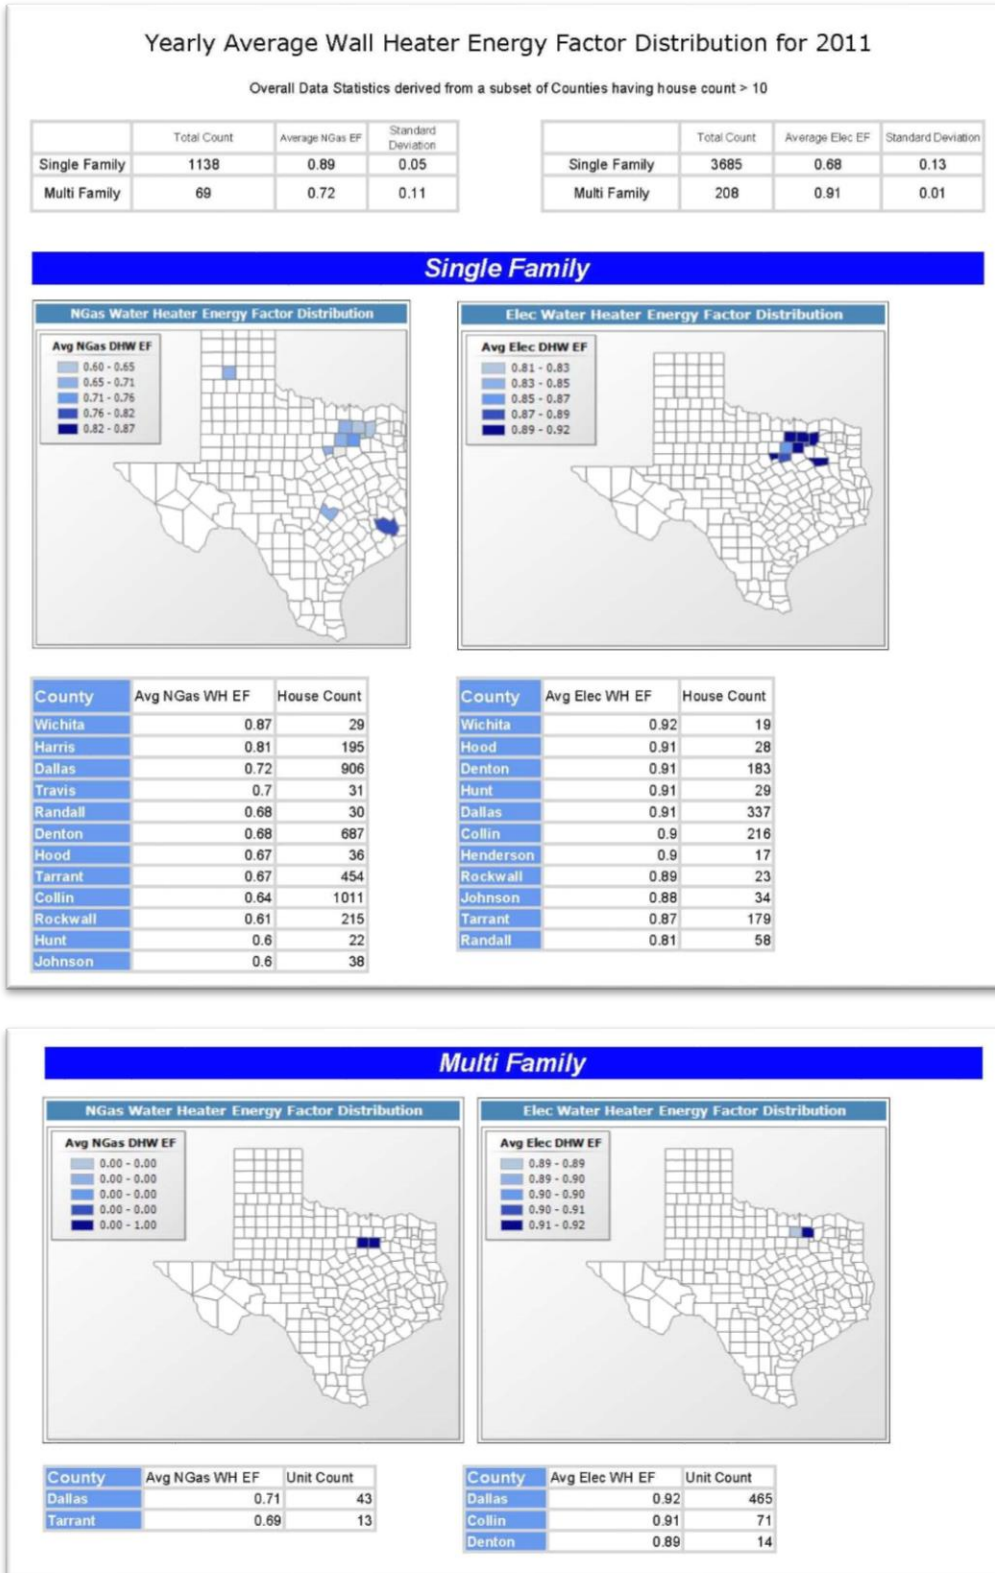 Yearly Average Wall Heater Energy Factor Distribution for 2011
Overall Data Statistics derived from a subset of Counties having house count > 10
Total Count Average NGas EF Standard Deviation
Single Family 1138 0.89 0.05
Multi Family 69 0.72 0.11
Total Count Average Elec EF Standard Deviation
Single Family 3685 0.68 0.13
Multi Family 208 0.91 0.01
Single Family
NGas Water Heater Energy Factor Distribution
Avg NGas DHW EF
0.60 - 0.65
0.65 - 0.71
0.71 - 0.76
0.76 - 0.82
0.82 - 0.87
Elec Water Heater Energy Factor Distribution
Avg Elec DHW EF
0.81 - 0.83
0.83 - 0.85
0.85 - 0.87
0.87 - 0.89
0.89 - 0.92
County Avg NGas WH EF House Count
Wichita 0.87 29
Harris 0.81 195
Dallas 0.72 906
Travis 0.7 31
Randall 0.68 30
Denton 0.68 687
Hood 0.67 36
Tarrant 0.67 454
Collin 0.64 1011
Rockwall 0.61 215
Hunt 0.6 22
Johnson 0.6 38
County Avg Elec WH EF House Count
Wichita 0.92 19
Hood 0.91 28
Denton 0.91 183
Hunt 0.91 29
Dallas 0.91 337
Collin 0.9 216
Henderson 0.9 17
Rockwall 0.89 23
Johnson 0.88 34
Tarrant 0.87 179
Randall 0.81 58
Multi Family
NGas Water Heater Energy Factor Distribution
Avg NGas DHW EF
0.00 - 0.00
0.00 - 0.00
0.00 - 0.00
0.00 - 0.00
0.00 - 1.00
Elec Water Heater Energy Factor Distribution
Avg Elec DHW EF
0.89 - 0.89
0.89 - 0.90
0.90 - 0.90
0.90 - 0.91
0.91 - 0.92
County Avg NGas WH EF Unit Count
Dallas 0.71 43
Tarrant 0.69 13
County Avg Elec WH EF Unit Count
Dallas 0.92 465
Collin 0.91 71
Denton 0.89 14